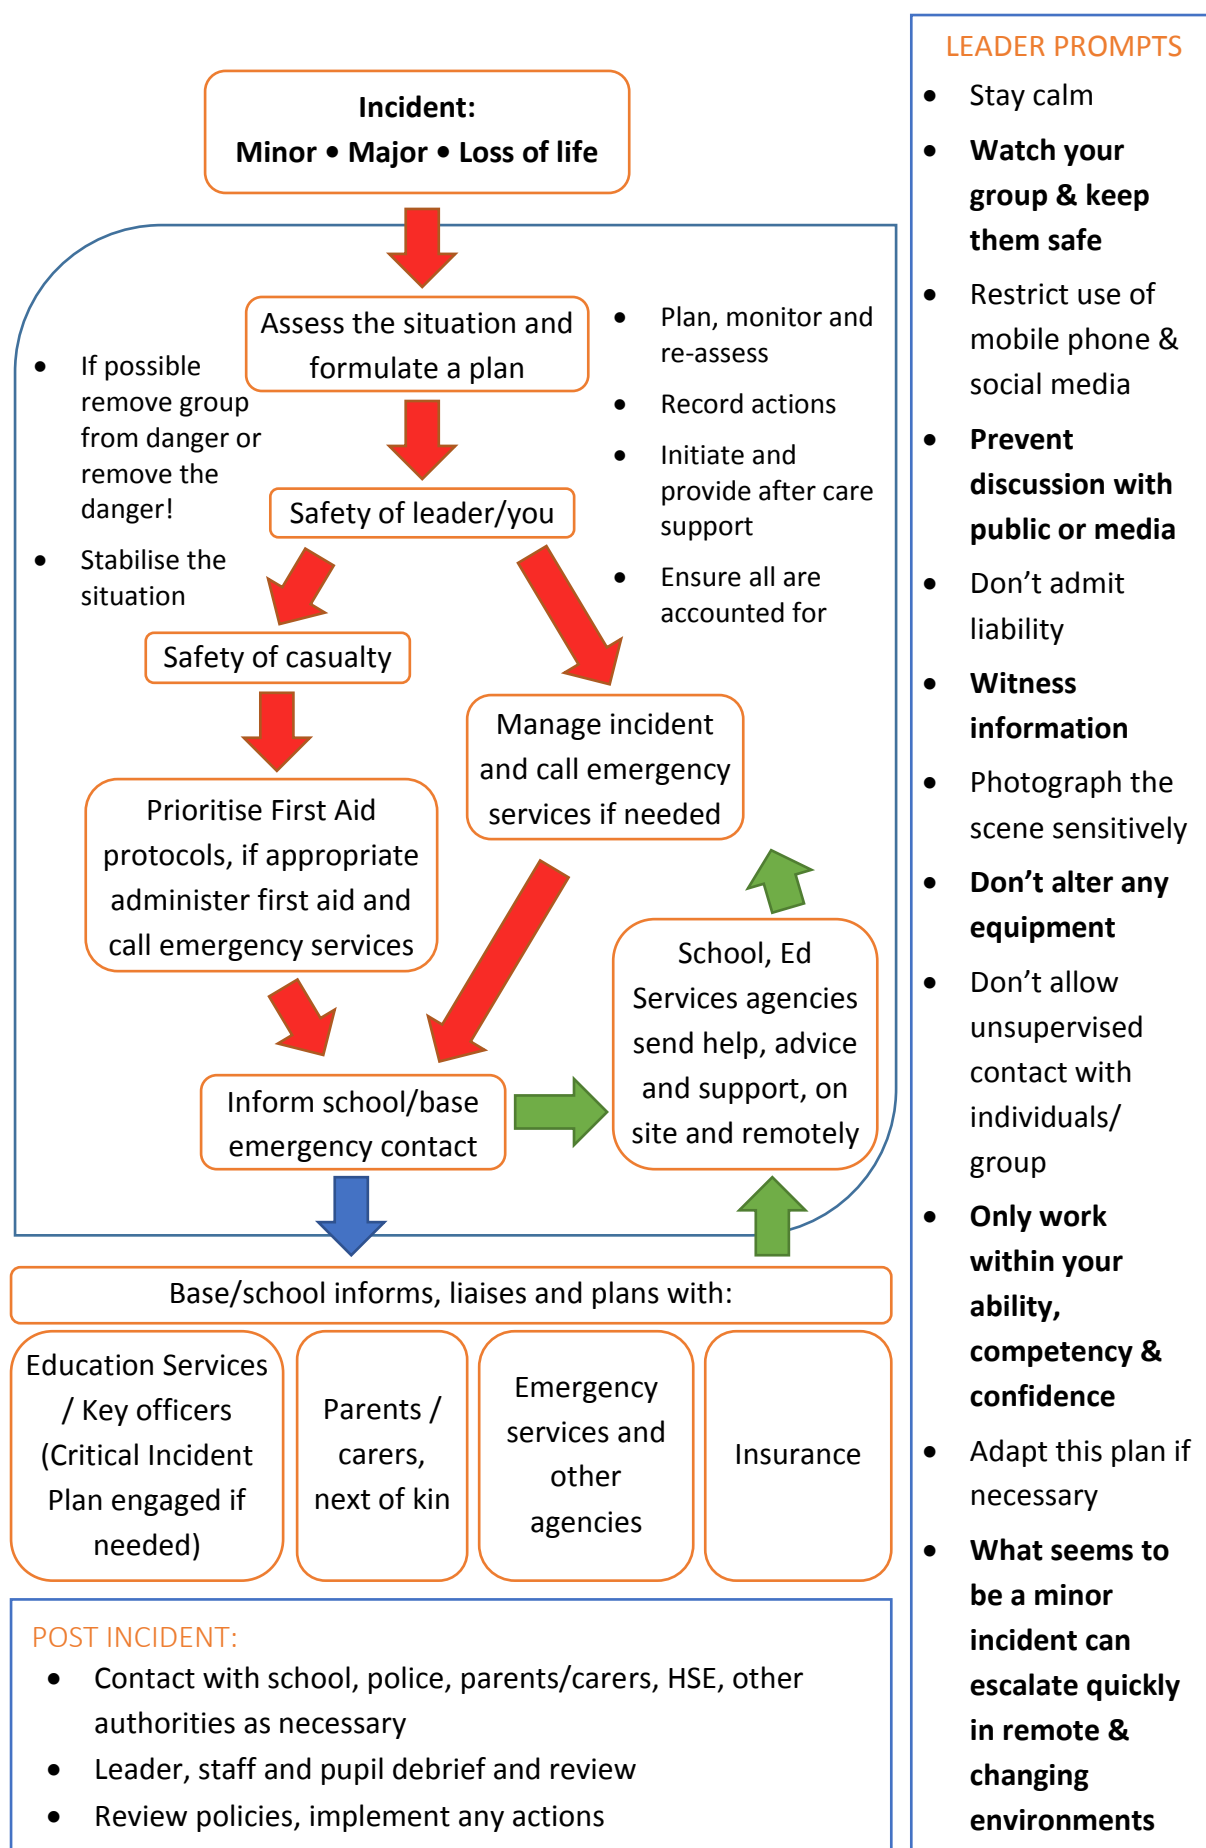 Incident:
Minor • Major • Loss of life
Assess the situation and
formulate a plan
• If possible
remove group
from danger or
remove the
danger!
• Stabilise the
situation
• Plan, monitor and
re-assess
• Record actions
• Initiate and
provide after care
support
• Ensure all are
accounted for
Safety of leader/you
Safety of casualty
Manage incident
and call emergency
services if needed
Prioritise First Aid
protocols, if appropriate
administer first aid and
call emergency services
School, Ed
Services agencies
send help, advice
and support, on
site and remotely
Inform school/base
emergency contact
Base/school informs, liaises and plans with:
Education Services
/ Key officers
(Critical Incident
Plan engaged if
needed)
Parents /
carers,
next of kin
Emergency
services and
other
agencies
Insurance
POST INCIDENT:
• Contact with school, police, parents/carers, HSE, other
authorities as necessary
• Leader, staff and pupil debrief and review
• Review policies, implement any actions
LEADER PROMPTS
• Stay calm
• Watch your
group & keep
them safe
• Restrict use of
mobile phone &
social media
• Prevent
discussion with
public or media
• Don’t admit
liability
• Witness
information
• Photograph the
scene sensitively
• Don’t alter any
equipment
• Don’t allow
unsupervised
contact with
individuals/
group
• Only work
within your
ability,
competency &
confidence
• Adapt this plan if
necessary
• What seems to
be a minor
incident can
escalate quickly
in remote &
changing
environments